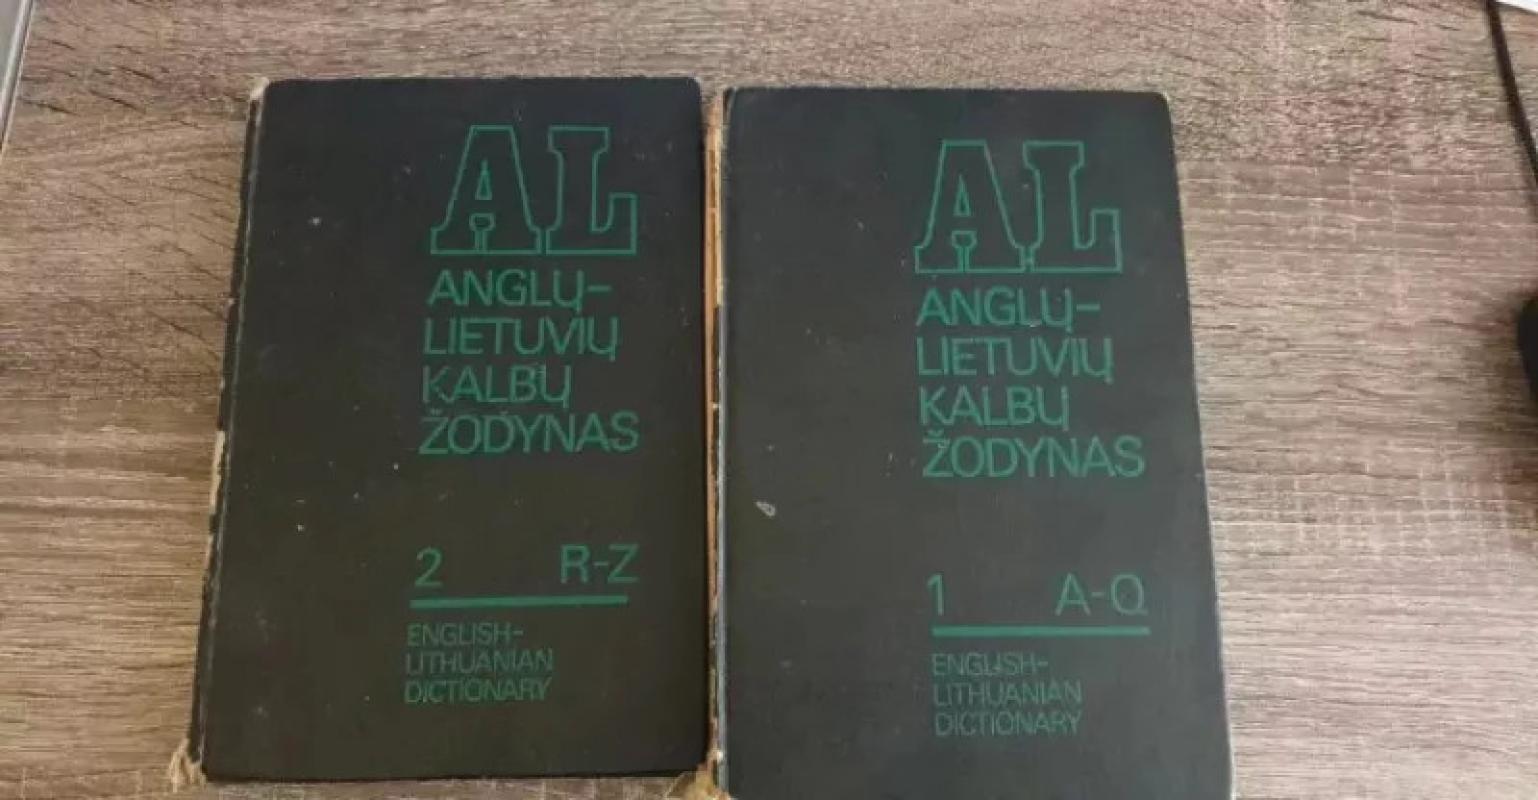 AL
ANGLŲ-
LIETUVIŲ
KALBŲ
ŽODYNAS
2 R-Z
ENGLISH-
LITHUANIAN
DICTIONARY
AL
ANGLŲ-
LIETUVIŲ
KALBŲ
ŽODYNAS
1 A-Q
ENGLISH-
LITHUANIAN
DICTIONARY